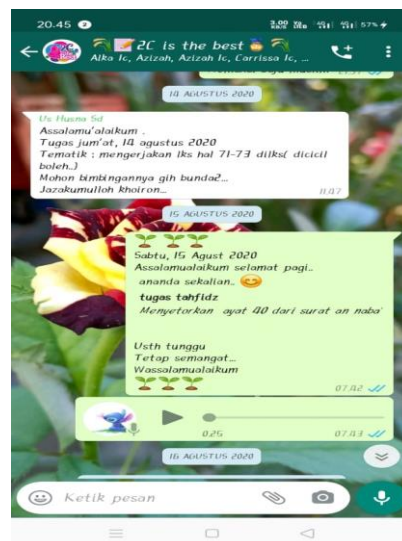 20.45
57%
2C is the best
Alka Ic, Azizah, Azizah Ic, Carrissa Ic, ...
14 AGUSTUS 2020
Us Husna Sd
Assalamu'alaikum .
Tugas jum'at, 14 agustus 2020
Tematik : mengerjakan lks hal 71-73 dilks( dicicil
boleh..)
Mohon bimbingannya gih bunda2...
Jazakumulloh khoiron...
11.47
15 AGUSTUS 2020
Sabtu, 15 Agust 2020
Assalamualaikum selamat pagi..
ananda sekalian..
tugas tahfidz
Menyetorkan ayat 40 dari surat an naba'
Usth tunggu
Tetap semangat...
Wassalamualaikum
07.42
0.25
07.43
16 AGUSTUS 2020
Ketik pesan